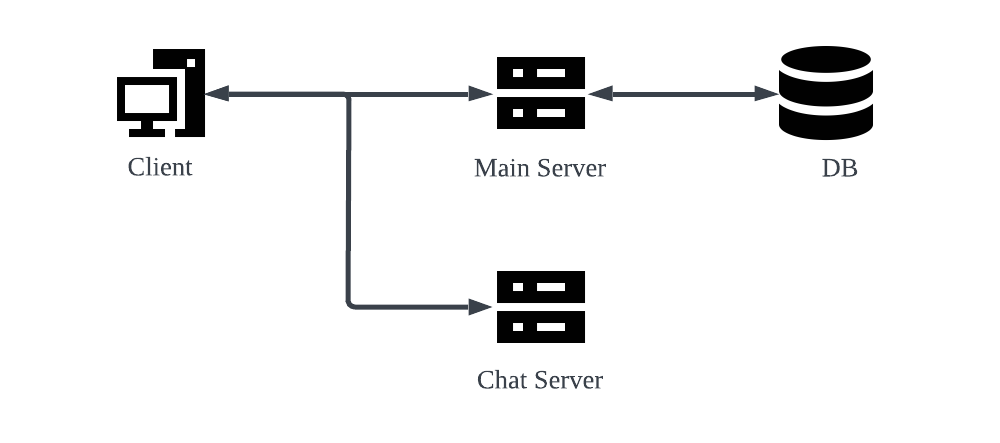 Client
Main Server
DB
Chat Server